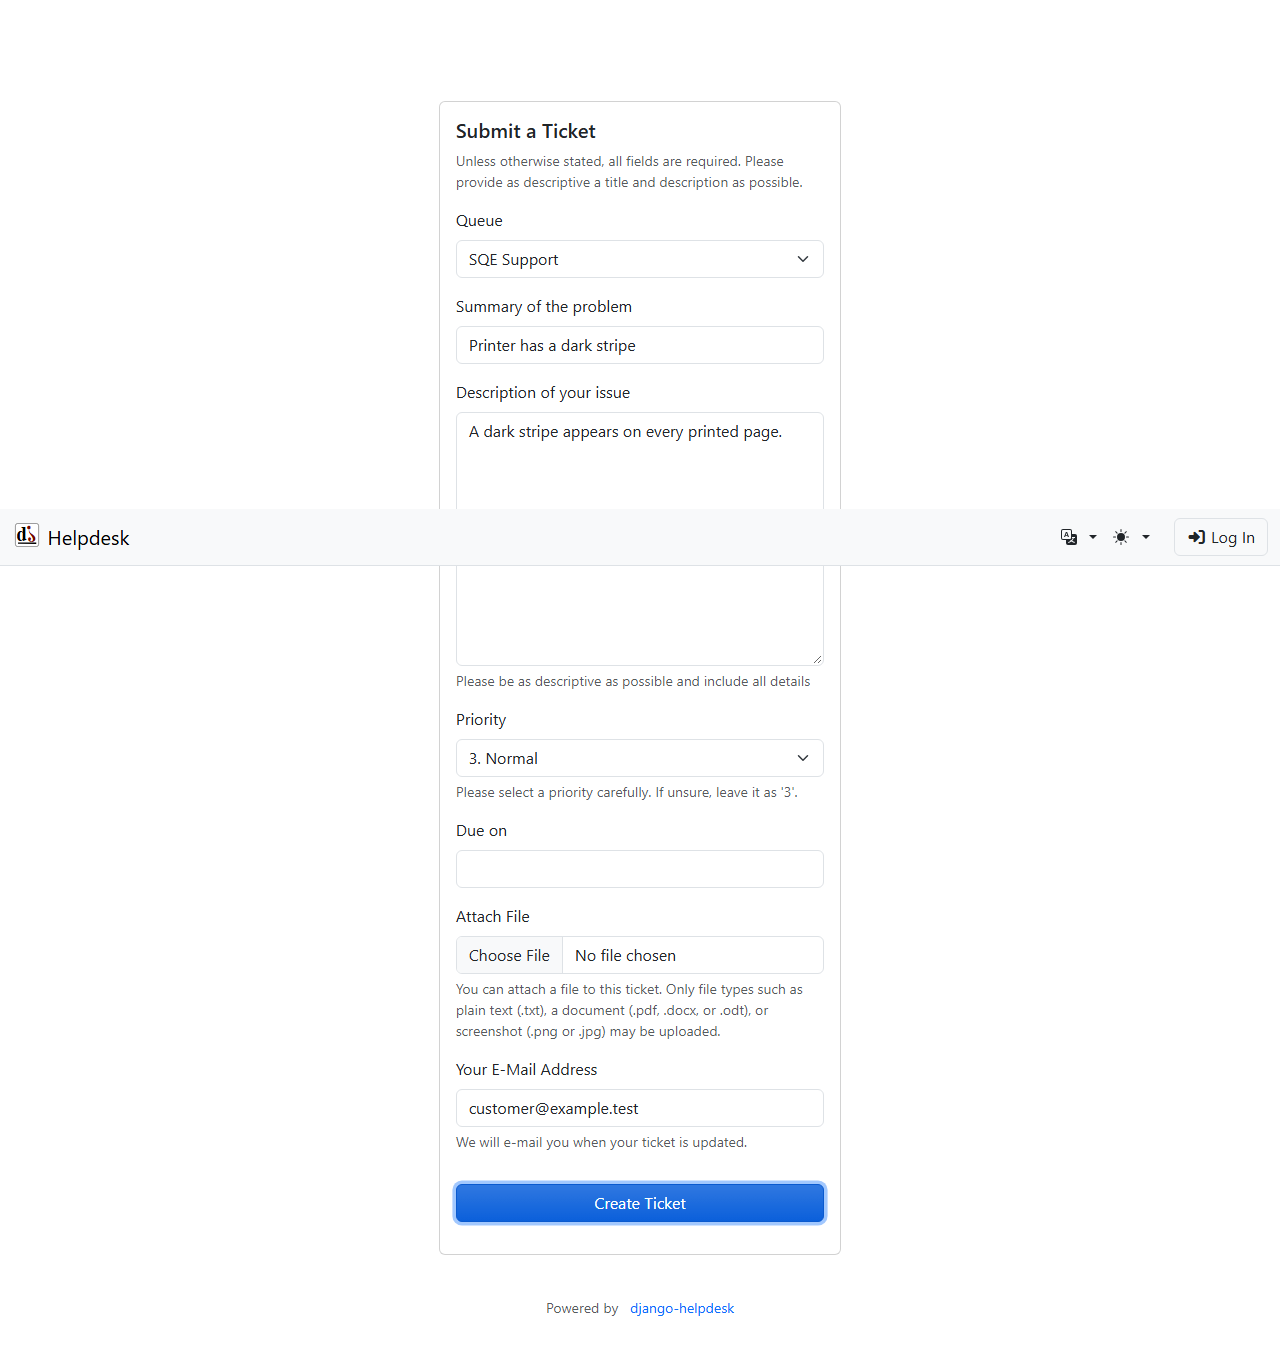 Submit a Ticket
Unless otherwise stated, all fields are required. Please
provide as descriptive a title and description as possible.
Queue
SQE Support
Summary of the problem
Printer has a dark stripe
Description of your issue
A dark stripe appears on every printed page.
Helpdesk
Log In
Please be as descriptive as possible and include all details
Priority
3. Normal
Please select a priority carefully. If unsure, leave it as '3'.
Due on
Attach File
Choose File No file chosen
You can attach a file to this ticket. Only file types such as
plain text (.txt), a document (.pdf, .docx, or .odt), or
screenshot (.png or .jpg) may be uploaded.
Your E-Mail Address
customer@example.test
We will e-mail you when your ticket is updated.
Create Ticket
Powered by django-helpdesk